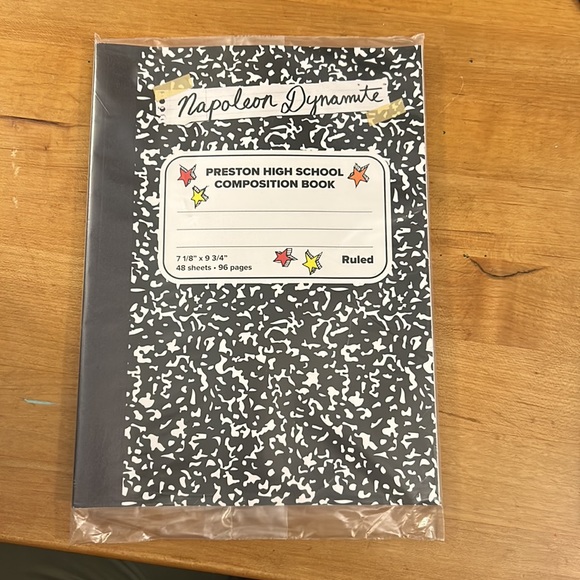 Napoleon Dynamite
PRESTON HIGH SCHOOL
COMPOSITION BOOK
7 1/8" x 9 3/4"
48 sheets • 96 pages
Ruled